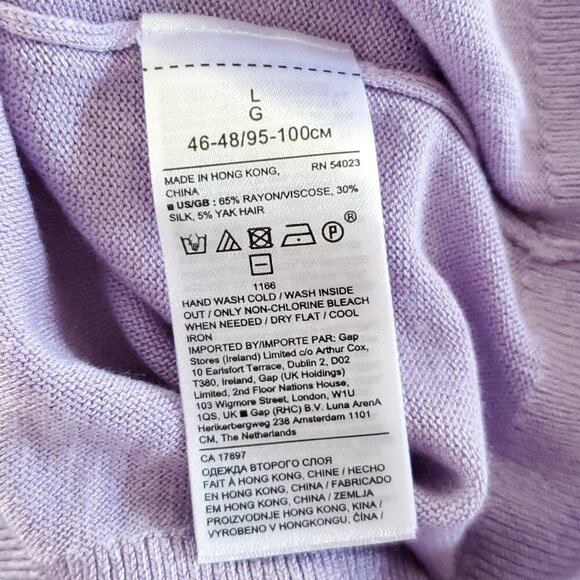 L
G
46-48/95-100CM
MADE IN HONG KONG, RN 54023
CHINA
■ US/GB : 65% RAYON/VISCOSE, 30%
SILK, 5% YAK HAIR
P ®
1166
HAND WASH COLD / WASH INSIDE
OUT / ONLY NON-CHLORINE BLEACH
WHEN NEEDED / DRY FLAT / COOL
IRON
IMPORTED BY/IMPORTE PAR: Gap
Stores (Ireland) Limited c/o Arthur Cox,
10 Earlsfort Terrace, Dublin 2, D02
T380, Ireland, Gap (UK Holdings)
Limited, 2nd Floor Nations House,
103 Wigmore Street, London, W1U
1QS, UK ■ Gap (RHC) B.V. Luna ArenA
Herikerbergweg 238 Amsterdam 1101
CM, The Netherlands
CA 17897
ОДЕЖДА ВТОРОГО СЛОЯ
FAIT À HONG KONG, CHINE / HECHO
EN HONG KONG, CHINA / FABRICADO
EM HONG KONG, CHINA / ZEMLJA
PROIZVODNJE HONGKONG, KINA /
VYROBENO V HONGKONGU, ČÍNA /